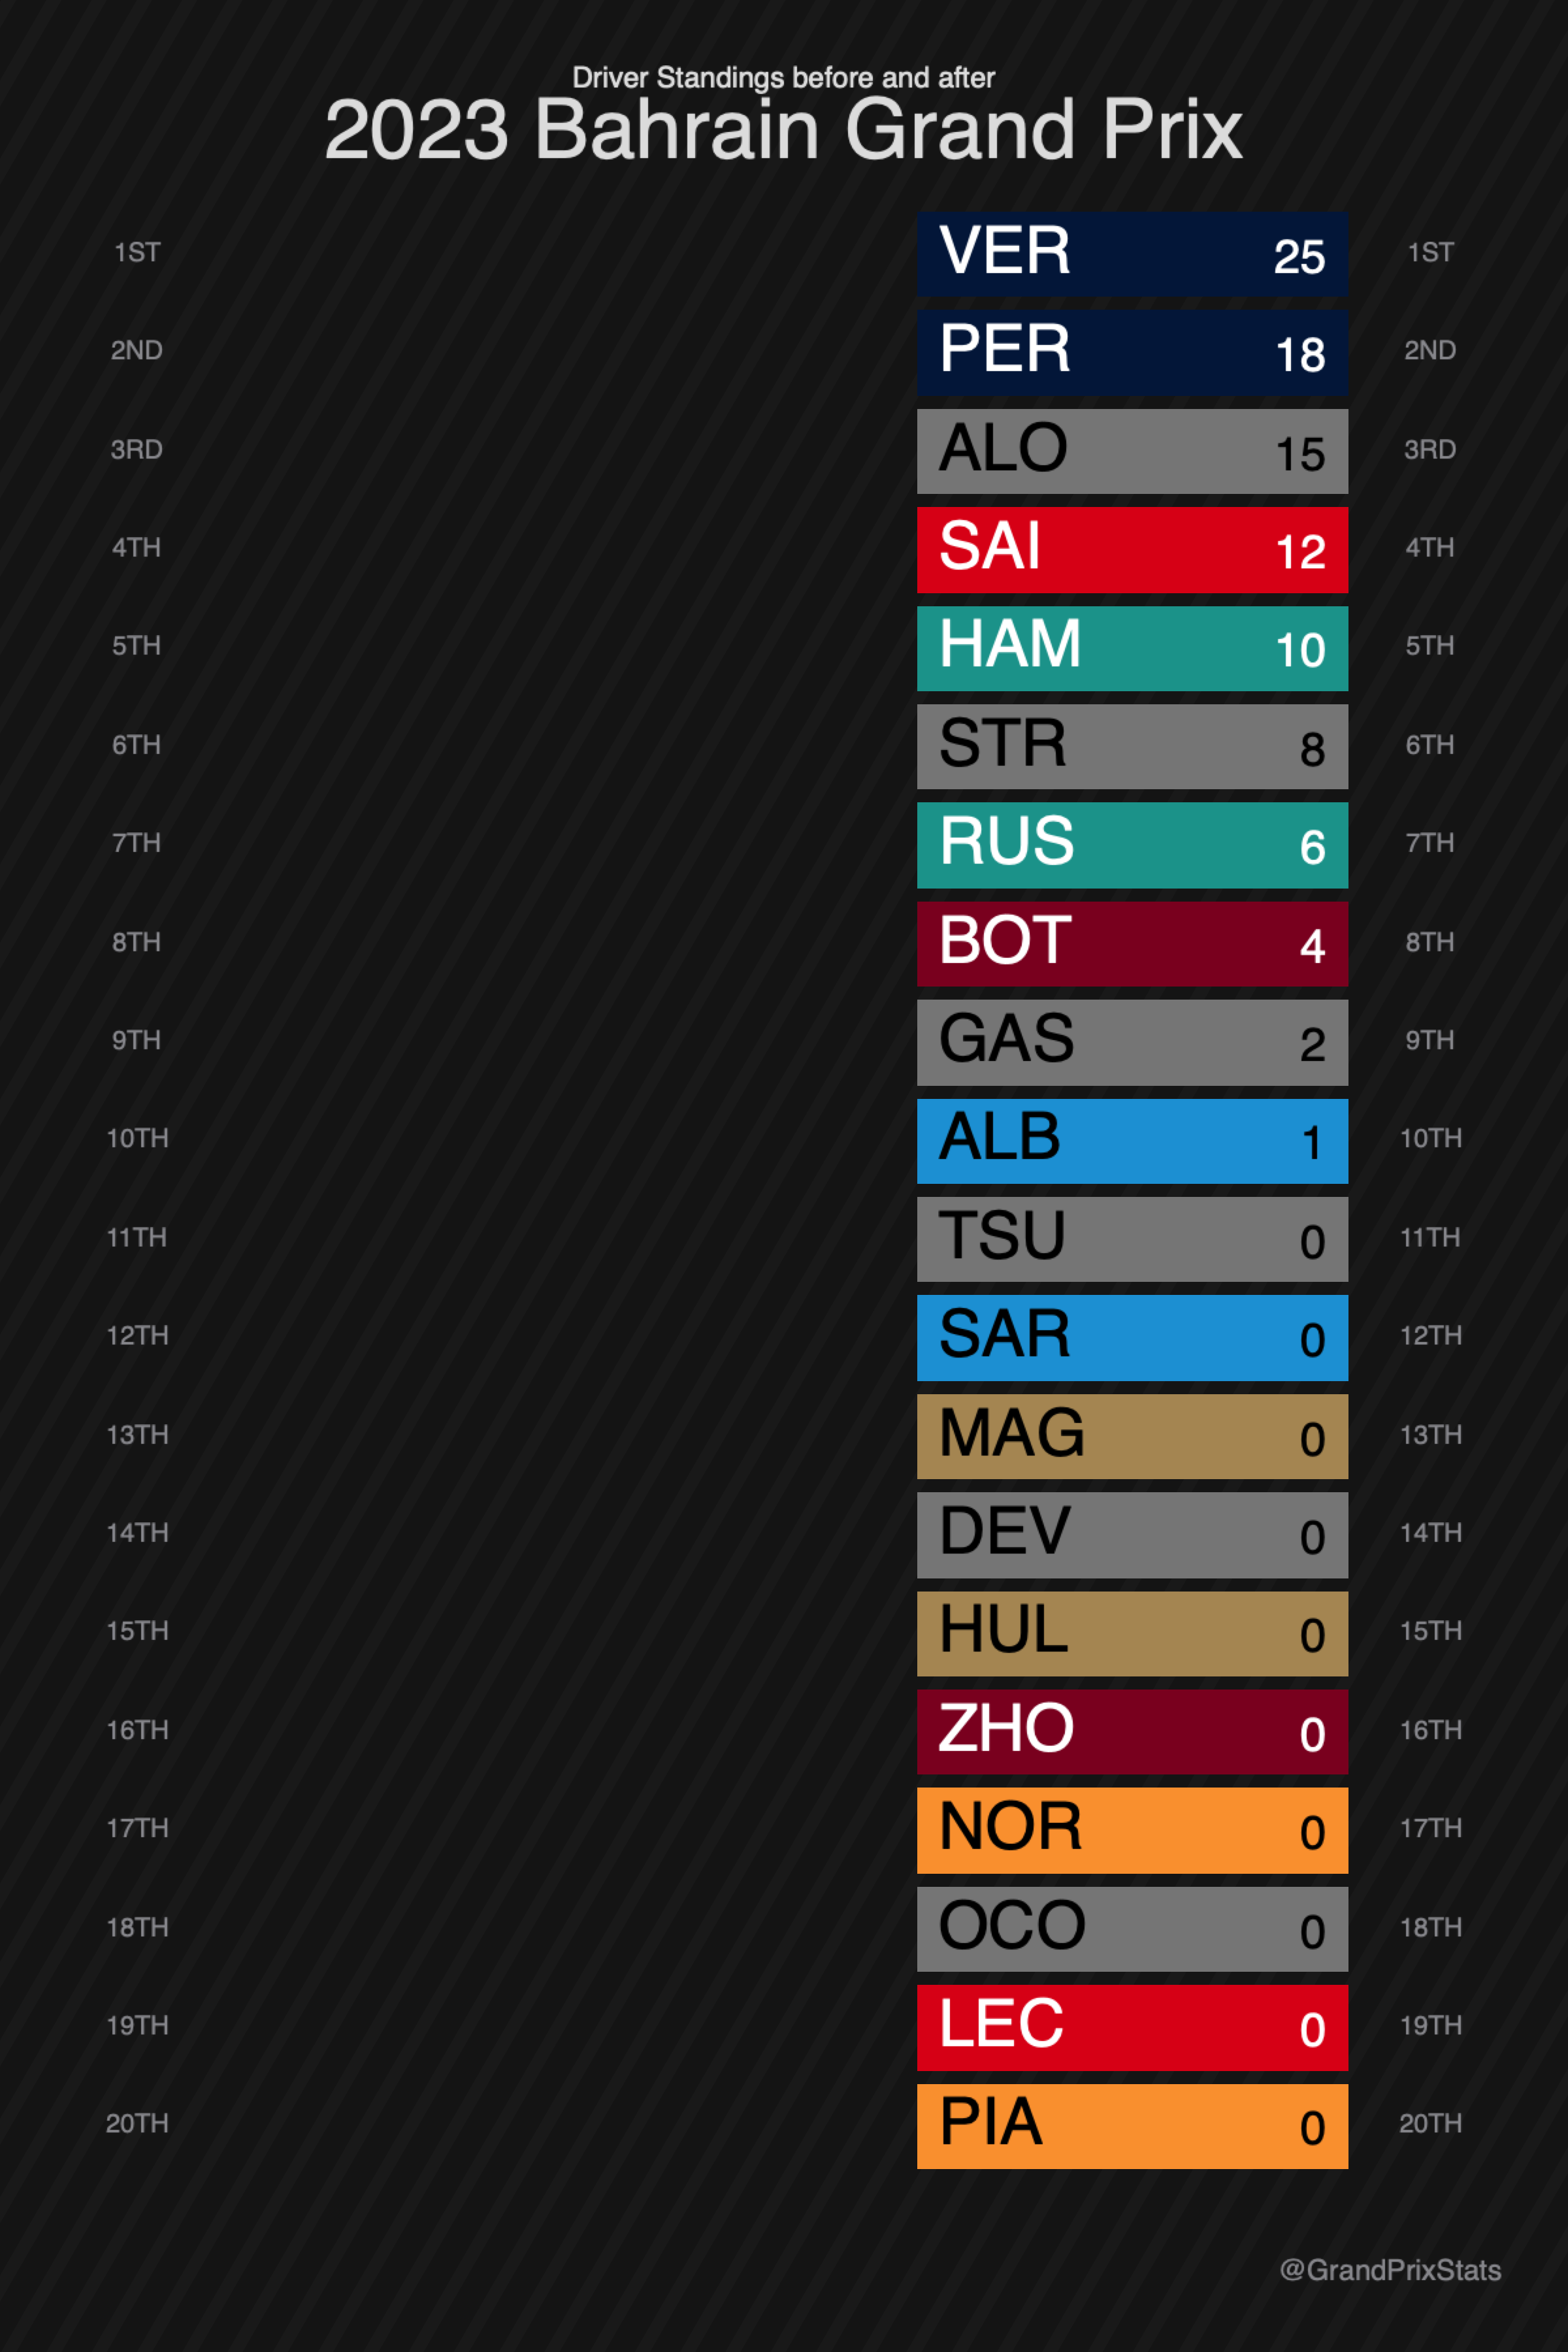 Driver Standings before and after
2023 Bahrain Grand Prix
1ST VER 25 1ST
2ND PER 18 2ND
3RD ALO 15 3RD
4TH SAI 12 4TH
5TH HAM 10 5TH
6TH STR 8 6TH
7TH RUS 6 7TH
8TH BOT 4 8TH
9TH GAS 2 9TH
10TH ALB 1 10TH
11TH TSU 0 11TH
12TH SAR 0 12TH
13TH MAG 0 13TH
14TH DEV 0 14TH
15TH HUL 0 15TH
16TH ZHO 0 16TH
17TH NOR 0 17TH
18TH OCO 0 18TH
19TH LEC 0 19TH
20TH PIA 0 20TH
@GrandPrixStats